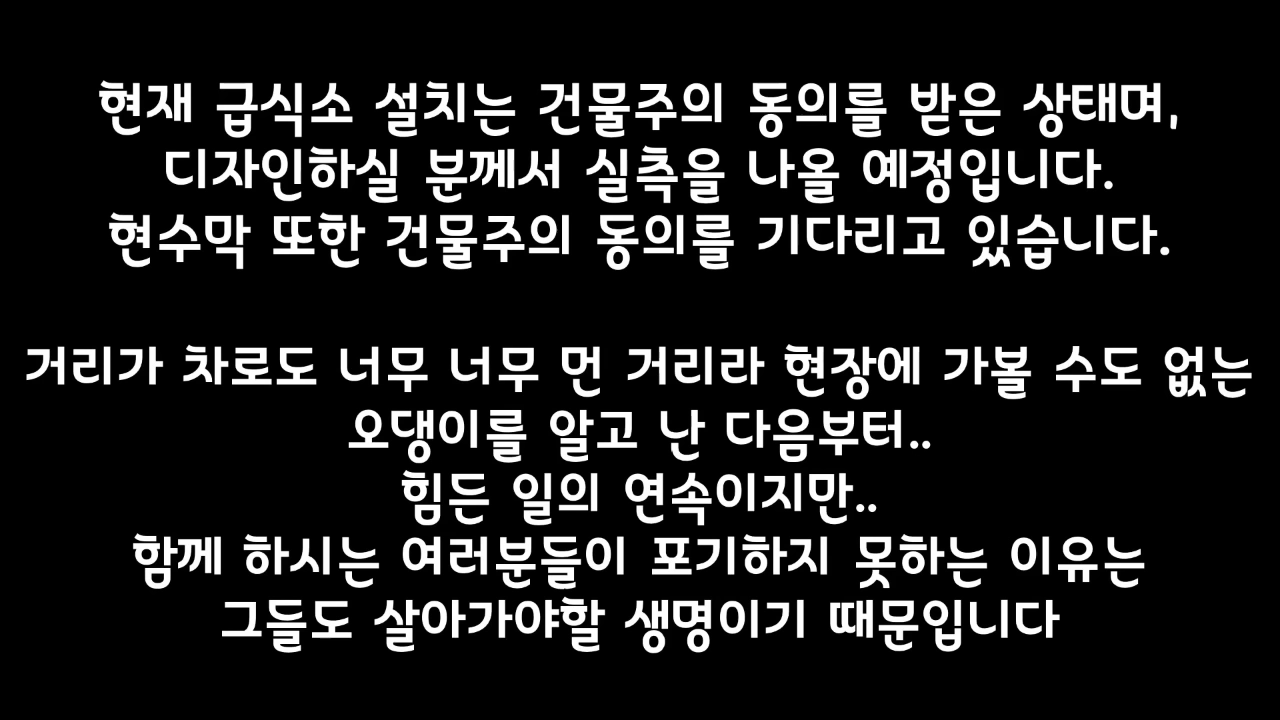 현재 급식소 설치는 건물주의 동의를 받은 상태며,
디자인하실 분께서 실측을 나올 예정입니다.
현수막 또한 건물주의 동의를 기다리고 있습니다.
거리가 차로도 너무 너무 먼 거리라 현장에 가볼 수도 없는
오댕이를 알고 난 다음부터..
힘든 일의 연속이지만..
함께 하시는 여러분들이 포기하지 못하는 이유는
그들도 살아가야할 생명이기 때문입니다